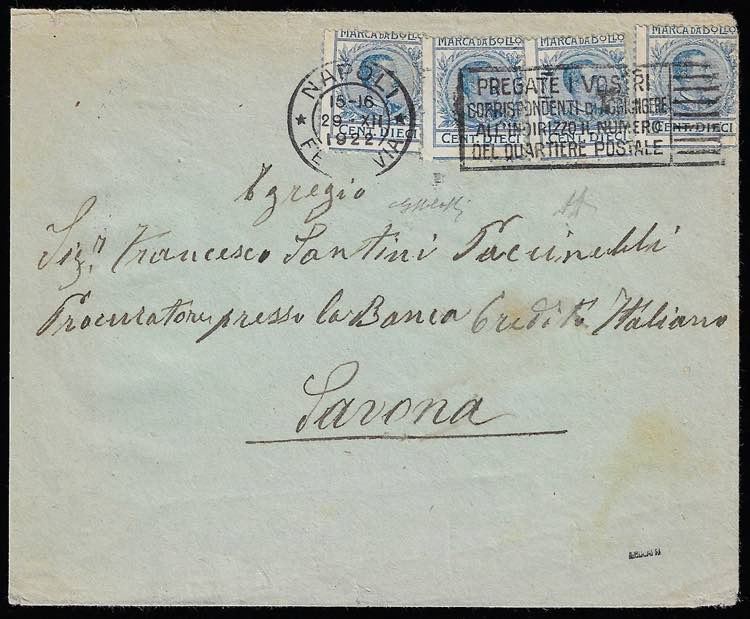 MARCA DA BOLLO MARCA DA BOLLO MARCA DA BOLLO MARCA DA BOLLO
CENT. DIECI CENT. DIECI CENT. DIECI CENT. DIECI
NAPOLI
15-16
29·XII
1922
FERROVIA
PREGATE VOSTRI
CORRISPONDENTI DI AGGIUNGERE
ALL'INDIRIZZO IL NUMERO
DEL QUARTIERE POSTALE
Egregio
Sigr. Francesco Santini Paccinelli
Procuratore presso la Banca Credito Italiano
Savona